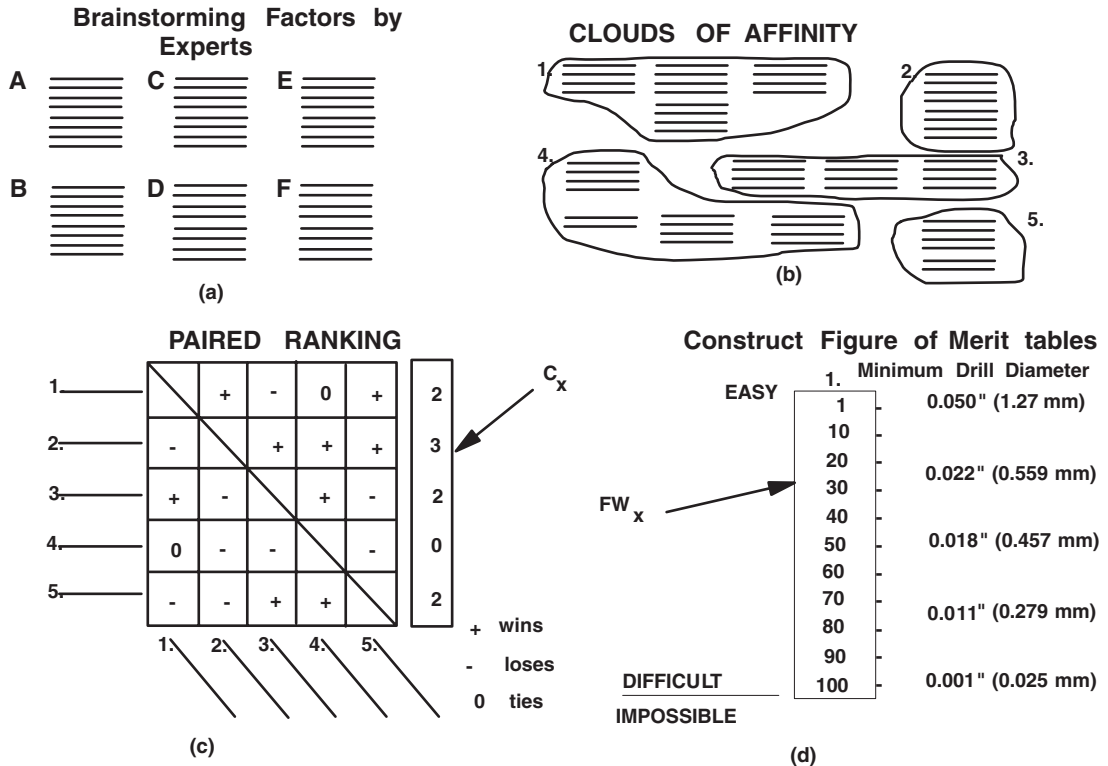 Brainstorming Factors by
Experts
A C E
B D F
(a)
CLOUDS OF AFFINITY
1. 2.
4. 3.
5.
(b)
PAIRED RANKING
1. + - 0 + 2
2. - + + + 3
3. + - + - 2
4. 0 - - - 0
5. - - + + 2
1. 2. 3. 4. 5.
Cx
+ wins
- loses
0 ties
(c)
Construct Figure of Merit tables
1. Minimum Drill Diameter
EASY
1 0.050" (1.27 mm)
10
20 0.022" (0.559 mm)
30
FWx
40
50 0.018" (0.457 mm)
60
70 0.011" (0.279 mm)
80
90
100 0.001" (0.025 mm)
DIFFICULT
IMPOSSIBLE
(d)